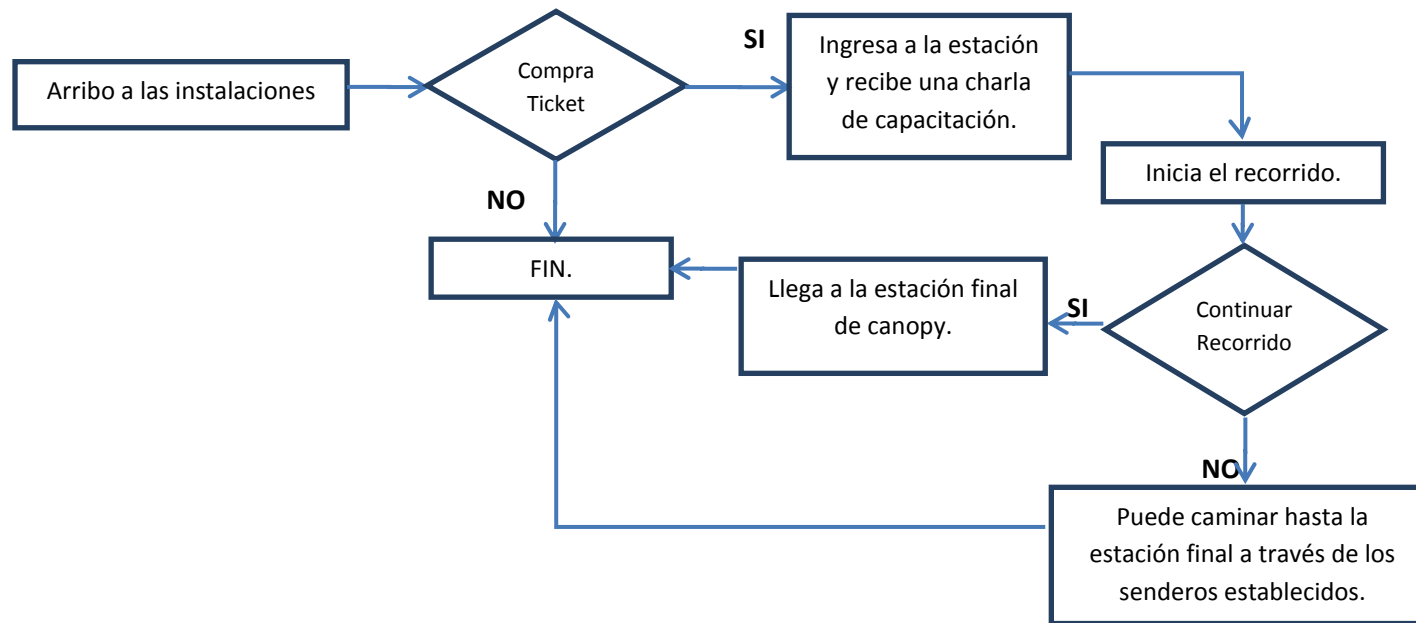 Arribo a las instalaciones
Compra
Ticket
SI
Ingresa a la estación
y recibe una charla
de capacitación.
Inicia el recorrido.
NO
FIN.
Llega a la estación final
de canopy.
SI
Continuar
Recorrido
NO
Puede caminar hasta la
estación final a través de los
senderos establecidos.